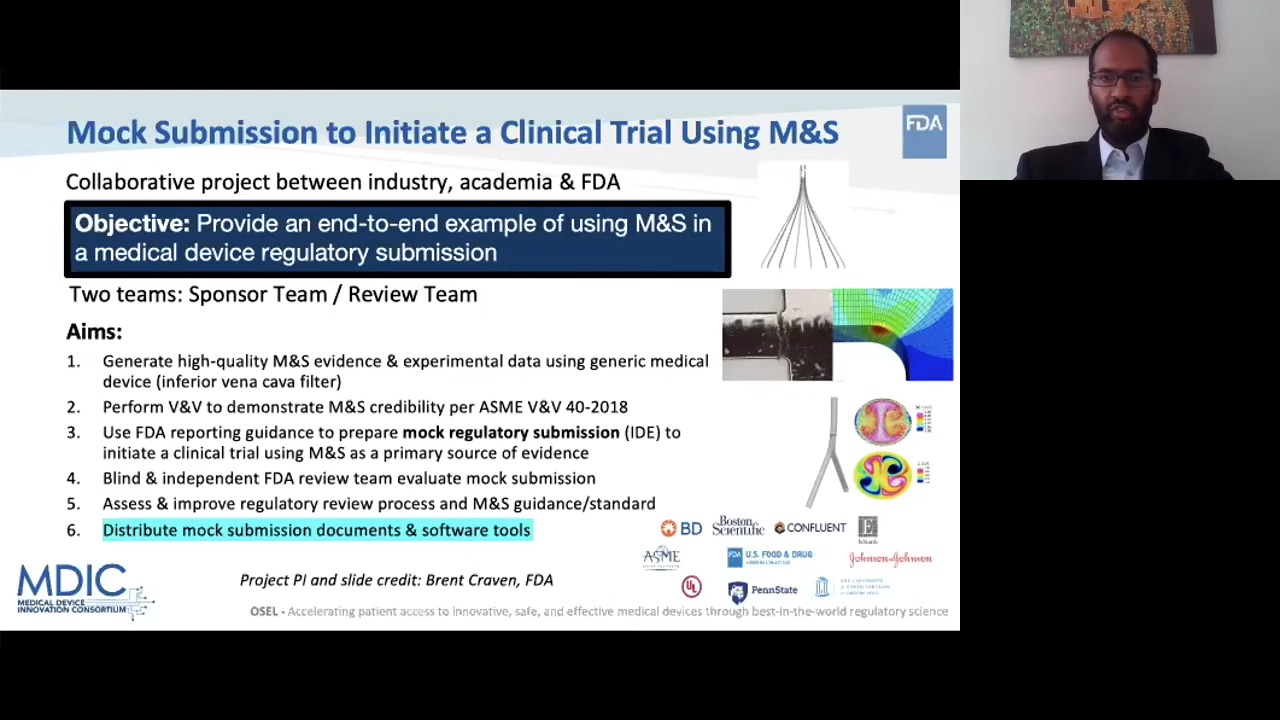 Mock Submission to Initiate a Clinical Trial Using M&S
FDA
Collaborative project between industry, academia & FDA
Objective: Provide an end-to-end example of using M&S in
a medical device regulatory submission
Two teams: Sponsor Team / Review Team
Aims:
1. Generate high-quality M&S evidence & experimental data using generic medical
device (inferior vena cava filter)
2. Perform V&V to demonstrate M&S credibility per ASME V&V 40-2018
3. Use FDA reporting guidance to prepare mock regulatory submission (IDE) to
initiate a clinical trial using M&S as a primary source of evidence
4. Blind & independent FDA review team evaluate mock submission
5. Assess & improve regulatory review process and M&S guidance/standard
6. Distribute mock submission documents & software tools
BD
Boston
Scientific
CONFLUENT
ASME
FDA U.S. FOOD & DRUG
Johnson & Johnson
UL
PennState
MDIC
MEDICAL DEVICE
INNOVATION CONSORTIUM
Project PI and slide credit: Brent Craven, FDA
OSEL - Accelerating patient access to innovative, safe, and effective medical devices through best-in-the-world regulatory science